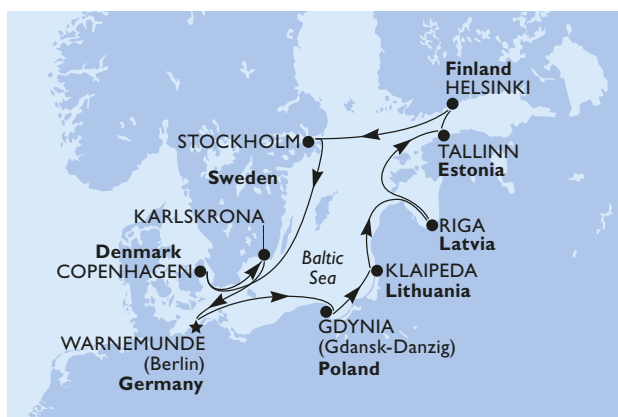 Finland
HELSINKI
STOCKHOLM
TALLINN
Estonia
Sweden
KARLSKRONA
RIGA
Latvia
Denmark
COPENHAGEN
Baltic
Sea
KLAIPEDA
Lithuania
GDYNIA
(Gdansk-Danzig)
Poland
WARNEMUNDE
(Berlin)
Germany